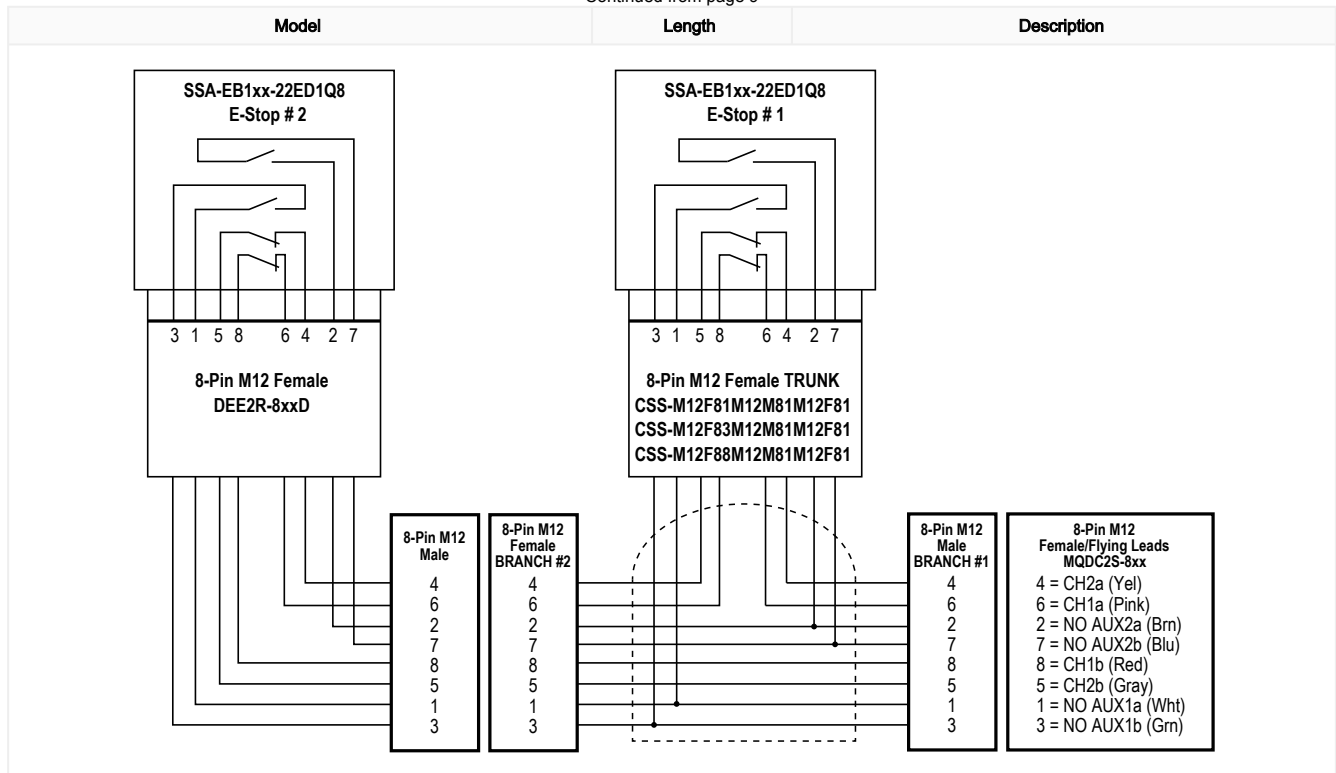 Model Length Description
SSA-EB1xx-22ED1Q8
E-Stop # 2
3 1 5 8 6 4 2 7
8-Pin M12 Female
DEE2R-8xxD
SSA-EB1xx-22ED1Q8
E-Stop # 1
3 1 5 8 6 4 2 7
8-Pin M12 Female TRUNK
CSS-M12F81M12M81M12F81
CSS-M12F83M12M81M12F81
CSS-M12F88M12M81M12F81
8-Pin M12
Male
4
6
2
7
8
5
1
3
8-Pin M12
Female
BRANCH #2
4
6
2
7
8
5
1
3
8-Pin M12
Male
BRANCH #1
4
6
2
7
8
5
1
3
8-Pin M12
Female/Flying Leads
MQDC2S-8xx
4 = CH2a (Yel)
6 = CH1a (Pink)
2 = NO AUX2a (Brn)
7 = NO AUX2b (Blu)
8 = CH1b (Red)
5 = CH2b (Gray)
1 = NO AUX1a (Wht)
3 = NO AUX1b (Grn)